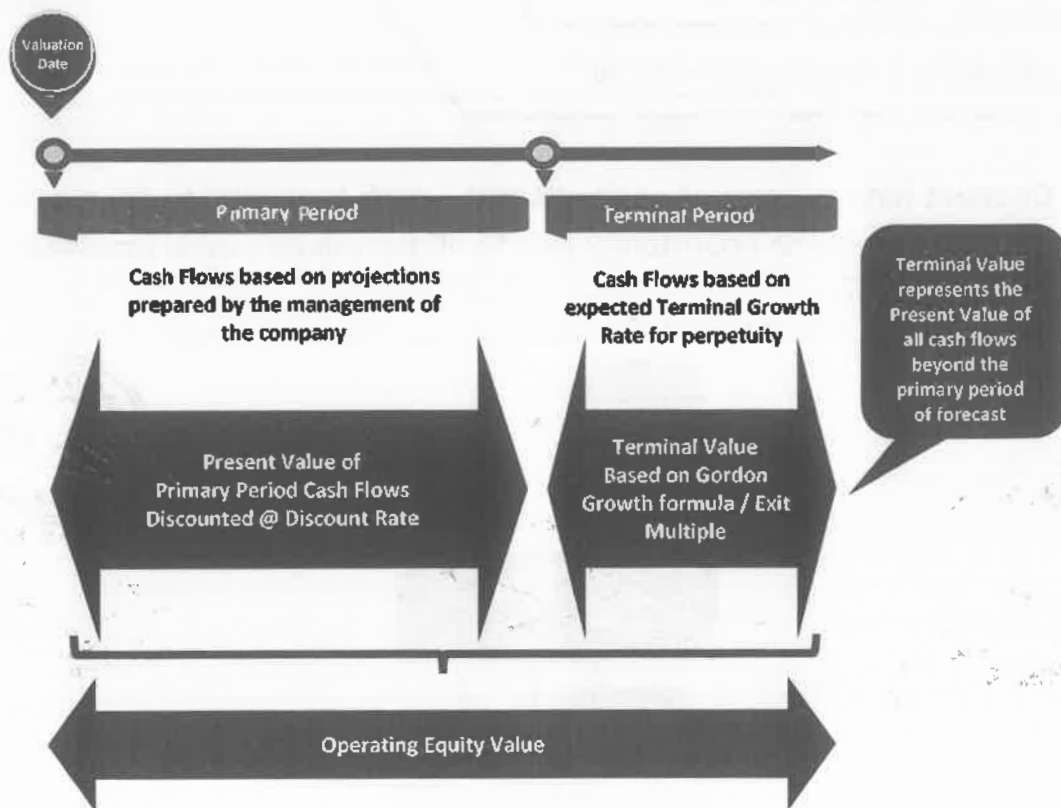 Valuation
Date
Primary Period
Terminal Period
Cash Flows based on projections
prepared by the management of
the company
Cash Flows based on
expected Terminal Growth
Rate for perpetuity
Terminal Value
represents the
Present Value of
all cash flows
beyond the
primary period
of forecast
Present Value of
Primary Period Cash Flows
Discounted @ Discount Rate
Terminal Value
Based on Gordon
Growth formula / Exit
Multiple
Operating Equity Value